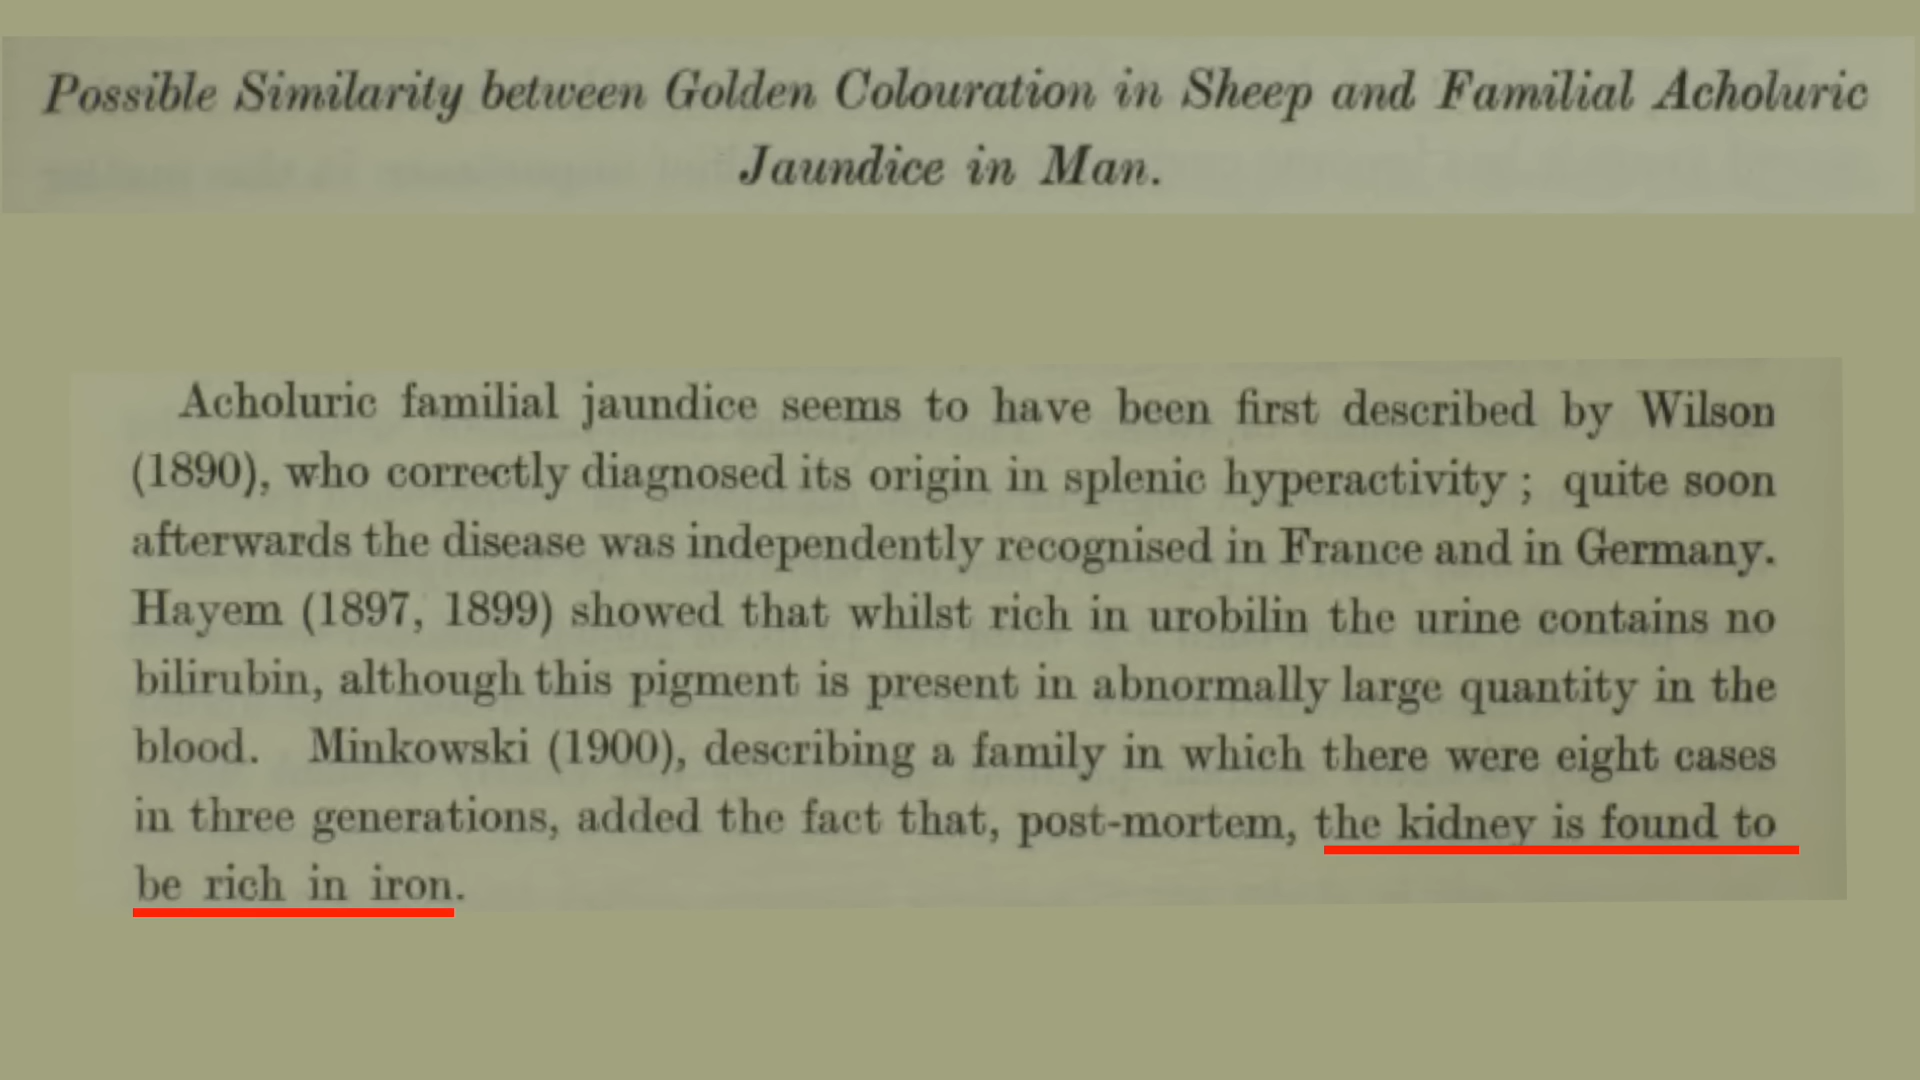 Possible Similarity between Golden Colouration in Sheep and Familial Acholuric
Jaundice in Man.
Acholuric familial jaundice seems to have been first described by Wilson
(1890), who correctly diagnosed its origin in splenic hyperactivity ; quite soon
afterwards the disease was independently recognised in France and in Germany.
Hayem (1897, 1899) showed that whilst rich in urobilin the urine contains no
bilirubin, although this pigment is present in abnormally large quantity in the
blood. Minkowski (1900), describing a family in which there were eight cases
in three generations, added the fact that, post-mortem, the kidney is found to
be rich in iron.